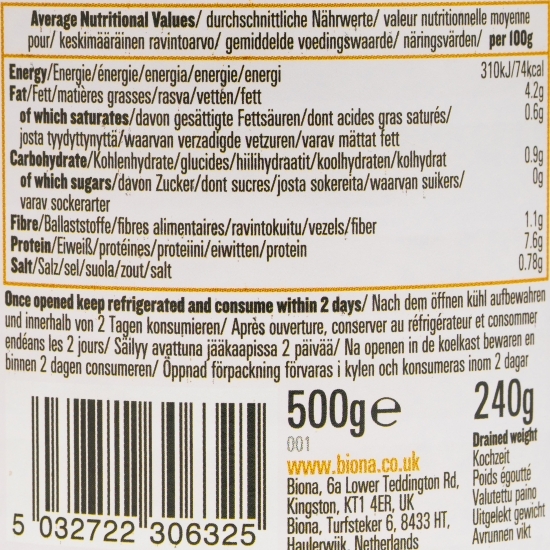 Average Nutritional Values/ durchschnittliche Nährwerte/ valeur nutritionnelle moyenne
pour/ keskimääräinen ravintoarvo/ gemiddelde voedingswaarde/ näringsvärden/ per 100g
Energy/Energie/énergie/energia/energie/energi 310kJ/74kcal
Fat/Fett/matières grasses/rasva/vetten/fett 4.2g
of which saturates/davon gesättigte Fettsäuren/dont acides gras saturés/ 0.6g
josta tyydyttynyttä/waarvan verzadigde vetzuren/varav mättat fett
Carbohydrate/Kohlenhydrate/glucides/hiilihydraatit/koolhydraten/kolhydrat 0.9g
of which sugars/davon Zucker/dont sucres/josta sokereita/waarvan suikers/ 0g
varav sockerarter
Fibre/Ballaststoffe/fibres alimentaires/ravintokuitu/vezels/fiber 1.1g
Protein/Eiweiß/protéines/proteiini/eiwitten/protein 7.6g
Salt/Salz/sel/suola/zout/salt 0.78g
Once opened keep refrigerated and consume within 2 days/ Nach dem öffnen kühl aufbewahren
und innerhalb von 2 Tagen konsumieren/ Après ouverture, conserver au réfrigérateur et consommer
endéans les 2 jours/ Säilyy avattuna jääkaapissa 2 päivää/ Na openen in de koelkast bewaren en
binnen 2 dagen consumeren/ Öppnad förpackning förvaras i kylen och konsumeras inom 2 dagar
500g e
001
www.biona.co.uk
Biona, 6a Lower Teddington Rd,
Kingston, KT1 4ER, UK
Biona, Turfsteker 6, 8433 HT,
Haulerwijk, Netherlands
240g
Drained weight
Kochzeit
Poids égoutté
Valutettu paino
Uitgelekt gewicht
Avrunnen vikt
5 032722 306325